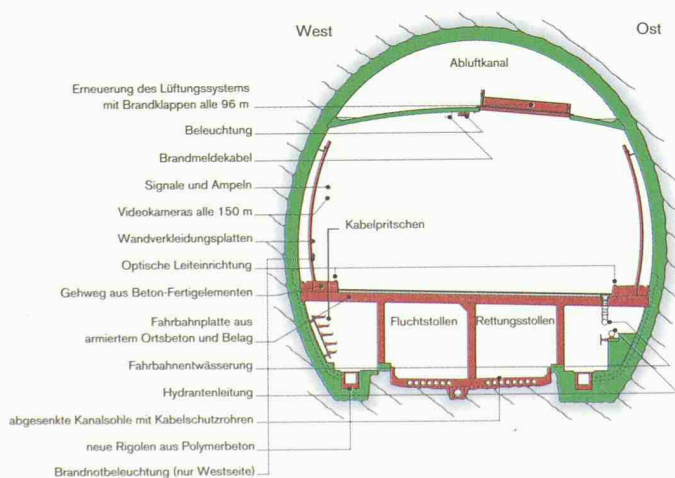 West
Ost
Abluftkanal
Erneuerung des Lüftungssystems
mit Brandklappen alle 96 m
Beleuchtung
Brandmeldekabel
Signale und Ampeln
Videokameras alle 150 m
Kabelpritschen
Wandverkleidungsplatten
Optische Leiteinrichtung
Gehweg aus Beton-Fertigelementen
Fahrbahnplatte aus
armiertem Ortsbeton und Belag
Fluchtstollen
Rettungsstollen
Fahrbahnentwässerung
Hydrantenleitung
abgesenkte Kanalsohle mit Kabelschutzrohren
neue Rigolen aus Polymerbeton
Brandnotbeleuchtung (nur Westseite)